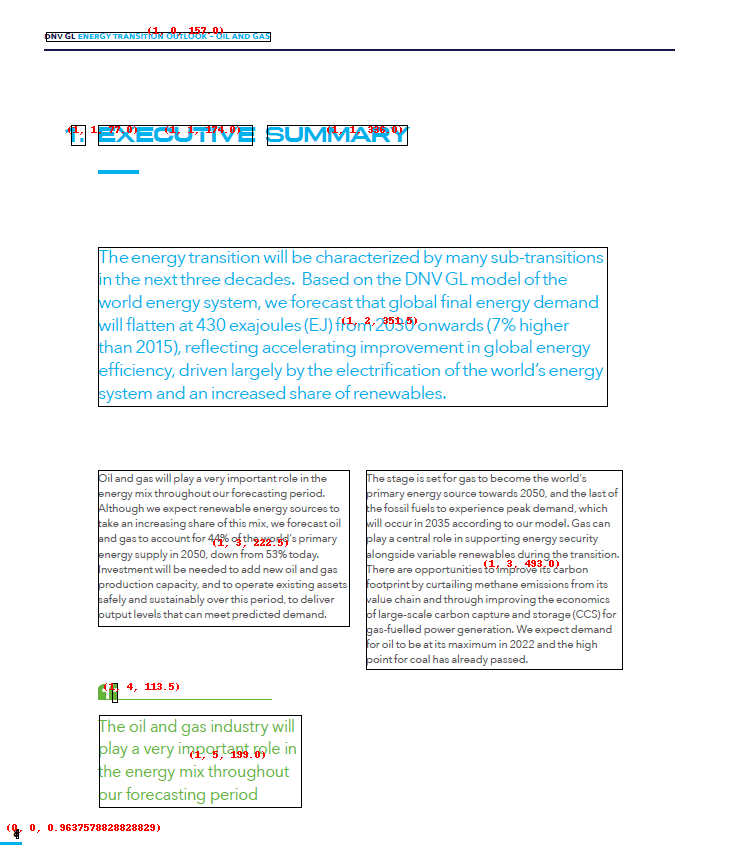 DNV GL ENERGY TRANSITION OUTLOOK – OIL AND GAS
(1, 0, 157.0)
1. EXECUTIVE SUMMARY
(1, 1, 77.0) (1, 1, 174.0) (1, 1, 336.0)
The energy transition will be characterized by many sub-transitions
in the next three decades. Based on the DNV GL model of the
world energy system, we forecast that global final energy demand
will flatten at 430 exajoules (EJ) from 2030 onwards (7% higher
(1, 2, 351.5)
than 2015), reflecting accelerating improvement in global energy
efficiency, driven largely by the electrification of the world's energy
system and an increased share of renewables.
Oil and gas will play a very important role in the
energy mix throughout our forecasting period.
Although we expect renewable energy sources to
take an increasing share of this mix, we forecast oil
and gas to account for 44% of the world's primary
(1, 3, 222.5)
energy supply in 2050, down from 53% today.
Investment will be needed to add new oil and gas
production capacity, and to operate existing assets
safely and sustainably over this period, to deliver
output levels that can meet predicted demand.
The stage is set for gas to become the world's
primary energy source towards 2050, and the last of
the fossil fuels to experience peak demand, which
will occur in 2035 according to our model. Gas can
play a central role in supporting energy security
alongside variable renewables during the transition.
(1, 3, 493.0)
There are opportunities to improve its carbon
footprint by curtailing methane emissions from its
value chain and through improving the economics
of large-scale carbon capture and storage (CCS) for
gas-fuelled power generation. We expect demand
for oil to be at its maximum in 2022 and the high
point for coal has already passed.
(1, 4, 113.5)
The oil and gas industry will
play a very important role in
(1, 5, 199.0)
the energy mix throughout
our forecasting period
(0, 0, 0.9637578828828829)
4